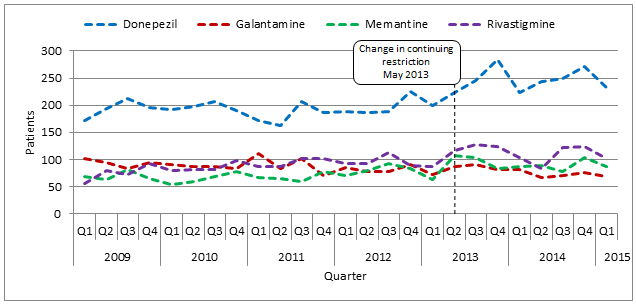 Donepezil Galantamine Memantine Rivastigmine
300
250
200
150
100
50
0
Patients
Change in continuing
restriction
May 2013
Q1 Q2 Q3 Q4 Q1 Q2 Q3 Q4 Q1 Q2 Q3 Q4 Q1 Q2 Q3 Q4 Q1 Q2 Q3 Q4 Q1 Q2 Q3 Q4 Q1
2009 2010 2011 2012 2013 2014 2015
Quarter